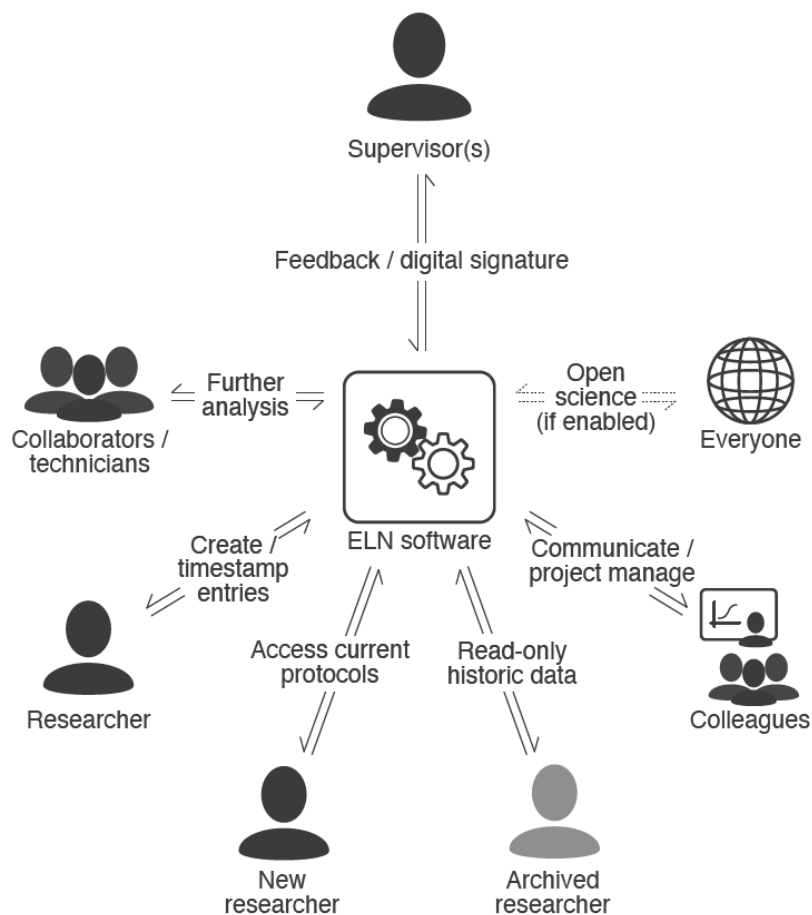 Supervisor(s)
Feedback / digital signature
Further
analysis
Collaborators /
technicians
Open
science
(if enabled)
Everyone
ELN software
Create /
timestamp
entries
Researcher
Communicate /
project manage
Colleagues
Access current
protocols
New
researcher
Read-only
historic data
Archived
researcher